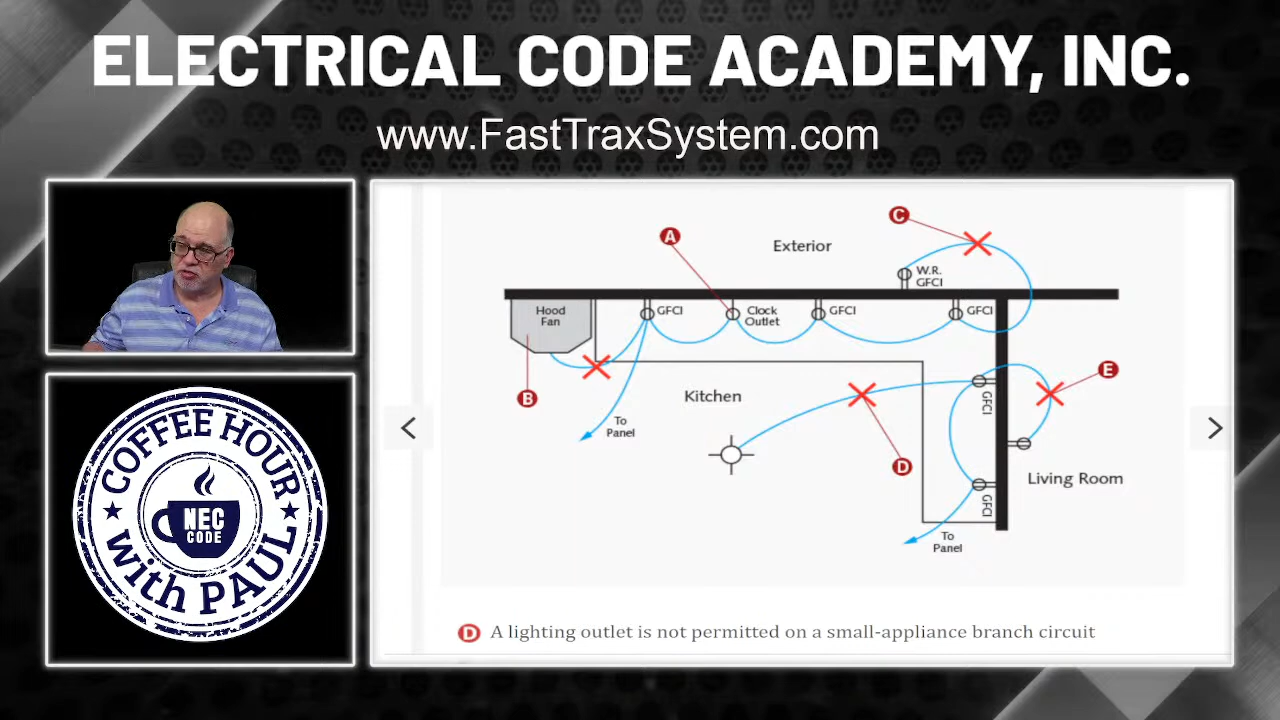 ELECTRICAL CODE ACADEMY, INC.
www.FastTraxSystem.com
COFFEE HOUR
NEC
CODE
with PAUL
C
A
Exterior
W.R.
GFCI
Hood
Fan
GFCI
Clock
Outlet
GFCI
GFCI
E
B
Kitchen
GFCI
To
Panel
D
Living Room
GFCI
To
Panel
D A lighting outlet is not permitted on a small-appliance branch circuit